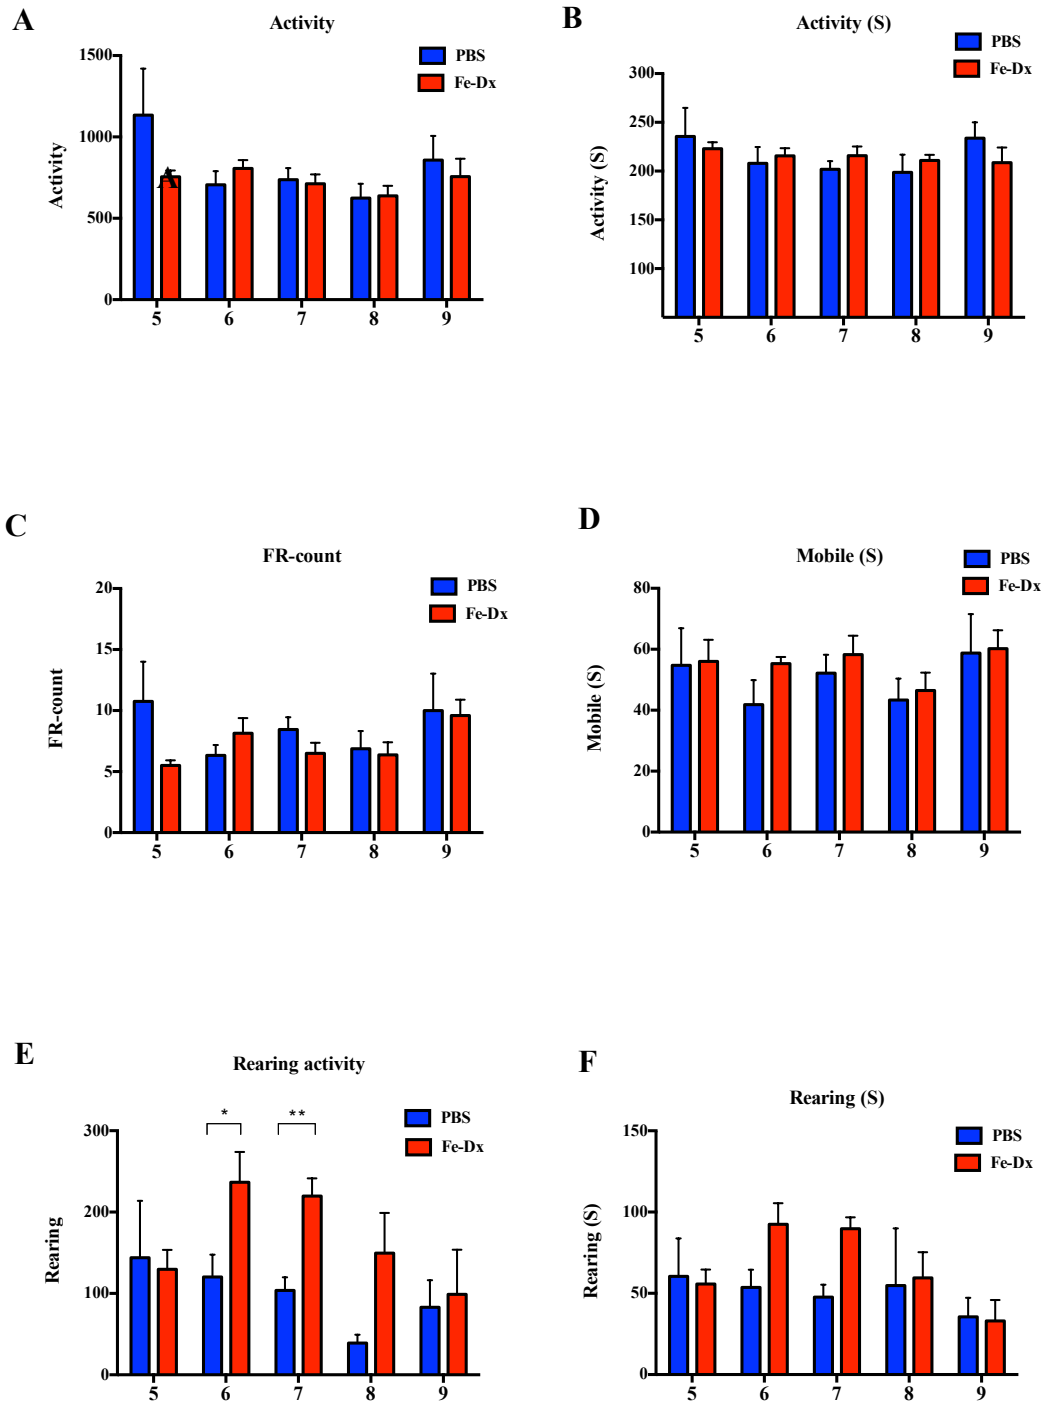 A
Activity
PBS
Fe-Dx
1500
1000
500
0
Activity
A
5 6 7 8 9
B
Activity (S)
PBS
Fe-Dx
300
250
200
150
100
Activity (S)
5 6 7 8 9
C
FR-count
PBS
Fe-Dx
20
15
10
5
0
FR-count
5 6 7 8 9
D
Mobile (S)
PBS
Fe-Dx
80
60
40
20
0
Mobile (S)
5 6 7 8 9
E
Rearing activity
* **
PBS
Fe-Dx
300
200
100
0
Rearing
5 6 7 8 9
F
Rearing (S)
PBS
Fe-Dx
150
100
50
0
Rearing (S)
5 6 7 8 9